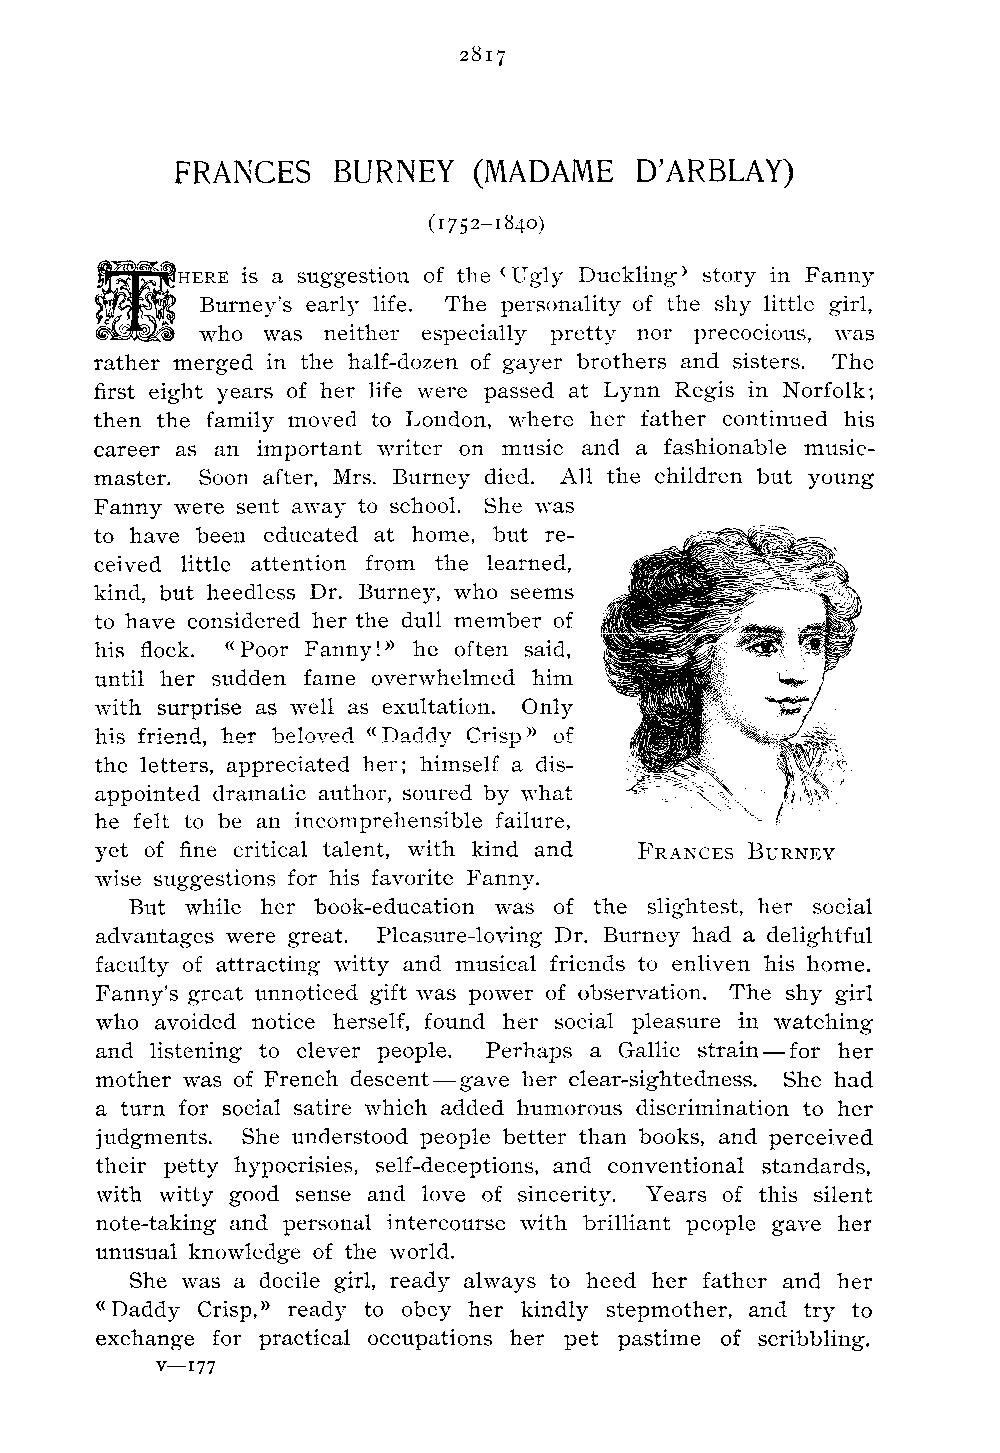 2817
FRANCES BURNEY (MADAME D'ARBLAY)
(1752–1840)
THERE is a suggestion of the ‹Ugly Duckling› story in Fanny
Burney's early life. The personality of the shy little girl,
who was neither especially pretty nor precocious, was
rather merged in the half-dozen of gayer brothers and sisters. The
first eight years of her life were passed at Lynn Regis in Norfolk;
then the family moved to London, where her father continued his
career as an important writer on music and a fashionable music-
master. Soon after, Mrs. Burney died. All the children but young
Fanny were sent away to school. She was
to have been educated at home, but re-
ceived little attention from the learned,
kind, but heedless Dr. Burney, who seems
to have considered her the dull member of
his flock. «Poor Fanny!» he often said,
until her sudden fame overwhelmed him
with surprise as well as exultation. Only
his friend, her beloved «Daddy Crisp» of
the letters, appreciated her; himself a dis-
appointed dramatic author, soured by what
he felt to be an incomprehensible failure,
yet of fine critical talent, with kind and
wise suggestions for his favorite Fanny.
FRANCES BURNEY
But while her book-education was of the slightest, her social
advantages were great. Pleasure-loving Dr. Burney had a delightful
faculty of attracting witty and musical friends to enliven his home.
Fanny's great unnoticed gift was power of observation. The shy girl
who avoided notice herself, found her social pleasure in watching
and listening to clever people. Perhaps a Gallic strain—for her
mother was of French descent—gave her clear-sightedness. She had
a turn for social satire which added humorous discrimination to her
judgments. She understood people better than books, and perceived
their petty hypocrisies, self-deceptions, and conventional standards,
with witty good sense and love of sincerity. Years of this silent
note-taking and personal intercourse with brilliant people gave her
unusual knowledge of the world.
She was a docile girl, ready always to heed her father and her
«Daddy Crisp,» ready to obey her kindly stepmother, and try to
exchange for practical occupations her pet pastime of scribbling.
V—177